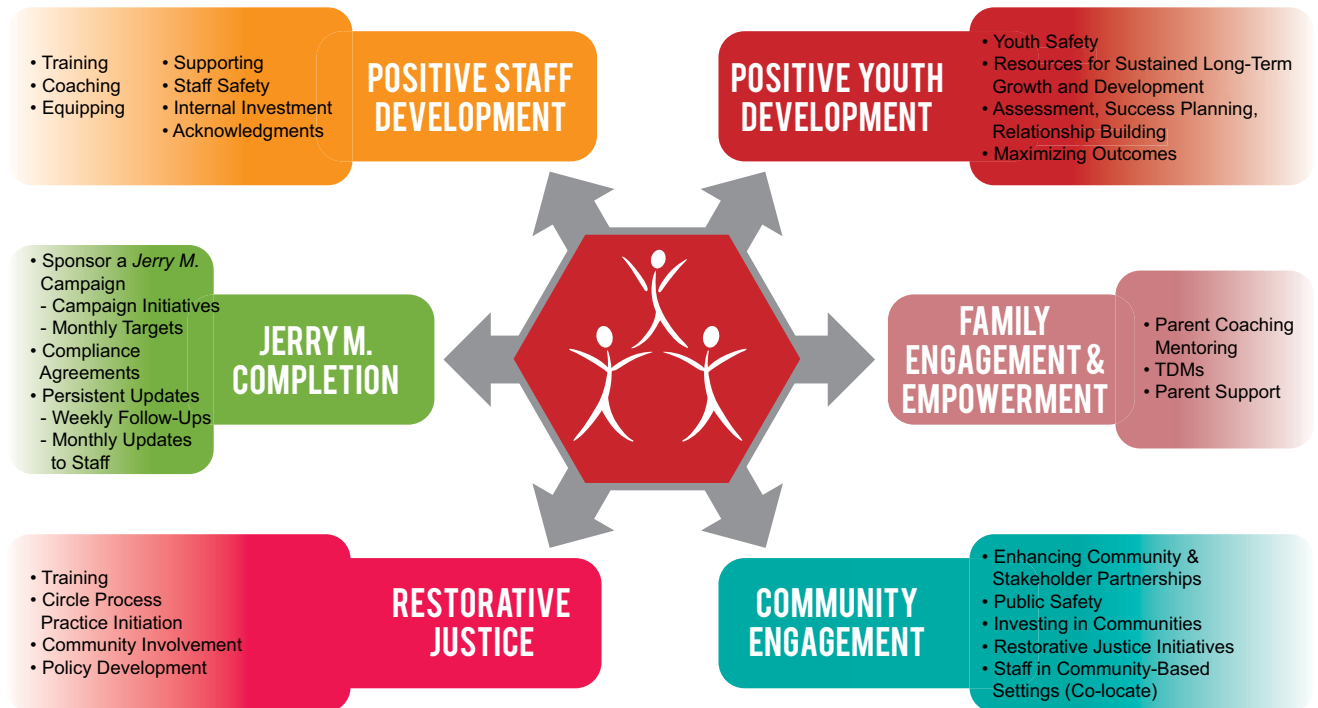 • Training
• Coaching
• Equipping
• Supporting
• Staff Safety
• Internal Investment
• Acknowledgments
POSITIVE STAFF
DEVELOPMENT
POSITIVE YOUTH
DEVELOPMENT
• Youth Safety
• Resources for Sustained Long-Term
Growth and Development
• Assessment, Success Planning,
Relationship Building
• Maximizing Outcomes
• Sponsor a Jerry M.
Campaign
- Campaign Initiatives
- Monthly Targets
• Compliance
Agreements
• Persistent Updates
- Weekly Follow-Ups
- Monthly Updates
to Staff
JERRY M.
COMPLETION
FAMILY
ENGAGEMENT &
EMPOWERMENT
• Parent Coaching
Mentoring
• TDMs
• Parent Support
• Training
• Circle Process
Practice Initiation
• Community Involvement
• Policy Development
RESTORATIVE
JUSTICE
COMMUNITY
ENGAGEMENT
• Enhancing Community &
Stakeholder Partnerships
• Public Safety
• Investing in Communities
• Restorative Justice Initiatives
• Staff in Community-Based
Settings (Co-locate)